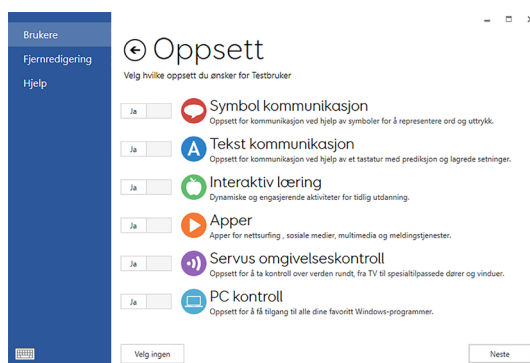 Brukere
Fjernredigering
Hjelp
Oppsett
Velg hvilke oppsett du ønsker for Testbruker
Ja
Symbol kommunikasjon
Oppsett for kommunikasjon ved hjelp av symboler for å representere ord og uttrykk.
Ja
A
Tekst kommunikasjon
Oppsett for kommunikasjon ved hjelp av et tastatur med prediksjon og lagrede setninger.
Ja
Interaktiv læring
Dynamiske og engasjerende aktiviteter for tidlig utdanning.
Ja
Apper
Apper for nettsurfing , sosiale medier, multimedia og meldingstjenester.
Ja
Servus omgivelseskontroll
Oppsett for å ta kontroll over verden rundt, fra TV til spesialtilpassede dører og vinduer.
Ja
PC kontroll
Oppsett for å få tilgang til alle dine favoritt Windows-programmer.
Velg ingen
Neste